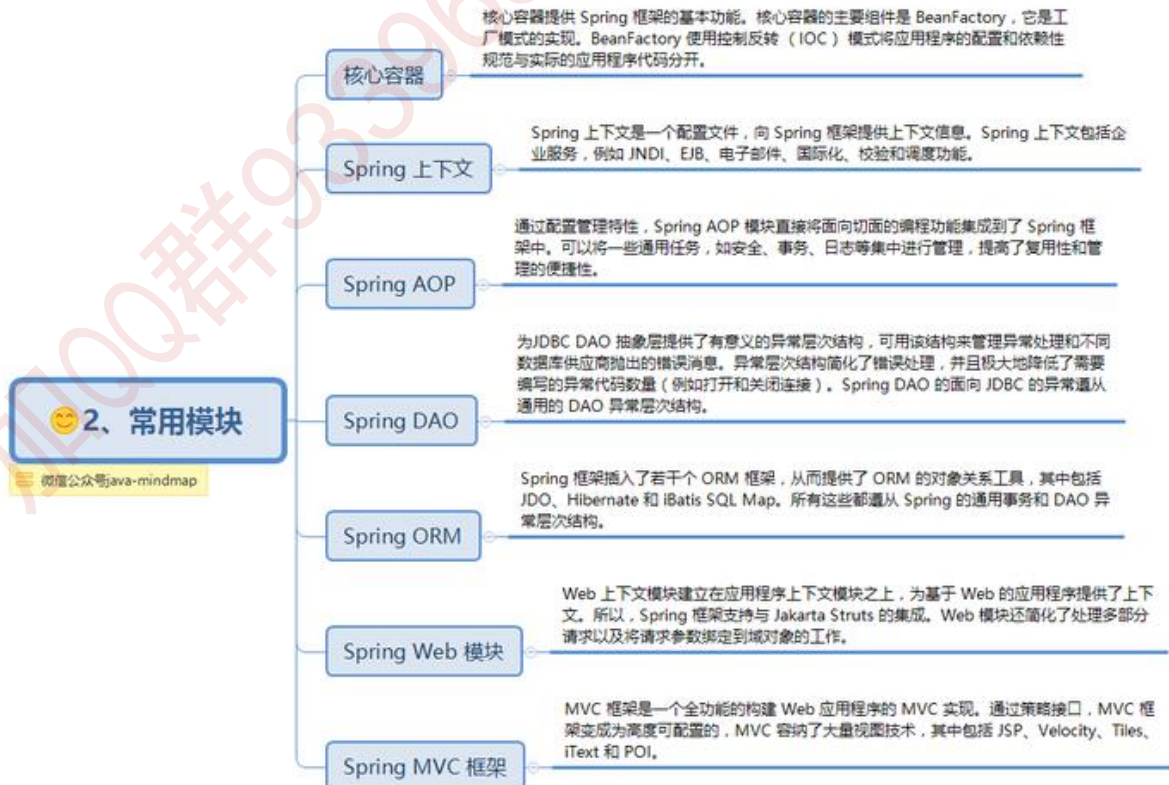 核心容器提供 Spring 框架的基本功能。核心容器的主要组件是 BeanFactory，它是工
厂模式的实现。BeanFactory 使用控制反转 （IOC ） 模式将应用程序的配置和依赖性
规范与实际的应用程序代码分开。
核心容器
Spring 上下文是一个配置文件，向 Spring 框架提供上下文信息。Spring 上下文包括企
业服务，例如 JNDI、EJB、电子邮件、国际化、校验和调度功能。
Spring 上下文
通过配置管理特性，Spring AOP 模块直接将面向切面的编程功能集成到了 Spring 框
架中。可以将一些通用任务，如安全、事务、日志等集中进行管理，提高了复用性和管
理的便捷性。
Spring AOP
为JDBC DAO 抽象层提供了有意义的异常层次结构，可用该结构来管理异常处理和不同
数据库供应商抛出的错误消息。异常层次结构简化了错误处理，并且极大地降低了需要
编写的异常代码数量（例如打开和关闭连接）。Spring DAO 的面向 JDBC 的异常遵从
通用的 DAO 异常层次结构。
Spring DAO
2、常用模块
微信公众号java-mindmap
Spring 框架插入了若干个 ORM 框架，从而提供了 ORM 的对象关系工具，其中包括
JDO、Hibernate 和 iBatis SQL Map。所有这些都遵从 Spring 的通用事务和 DAO 异
常层次结构。
Spring ORM
Web 上下文模块建立在应用程序上下文模块之上，为基于 Web 的应用程序提供了上下
文。所以，Spring 框架支持与 Jakarta Struts 的集成。Web 模块还简化了处理多部分
请求以及将请求参数绑定到域对象的工作。
Spring Web 模块
MVC 框架是一个全功能的构建 Web 应用程序的 MVC 实现。通过策略接口，MVC 框
架变成为高度可配置的，MVC 容纳了大量视图技术，其中包括 JSP、Velocity、Tiles、
iText 和 POI。
Spring MVC 框架
加QQ群9339